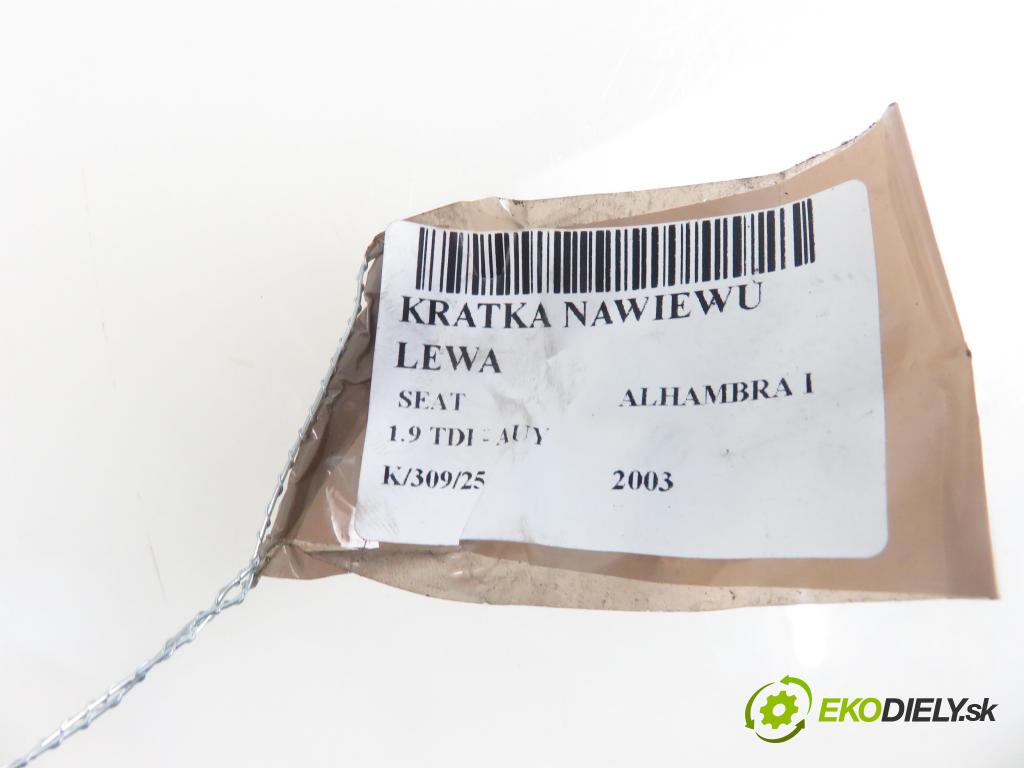 KRATKA NAWIEWU
LEWA
SEAT ALHAMBRA I
1.9 TDI - AUY
K/309/25 2003
EKODIELY.sk